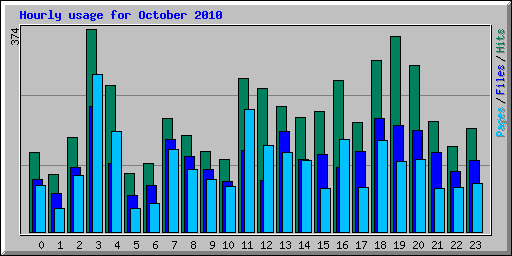 Hourly usage for October 2010
374
Pages/Files/Hits
0 1 2 3 4 5 6 7 8 9 10 11 12 13 14 15 16 17 18 19 20 21 22 23